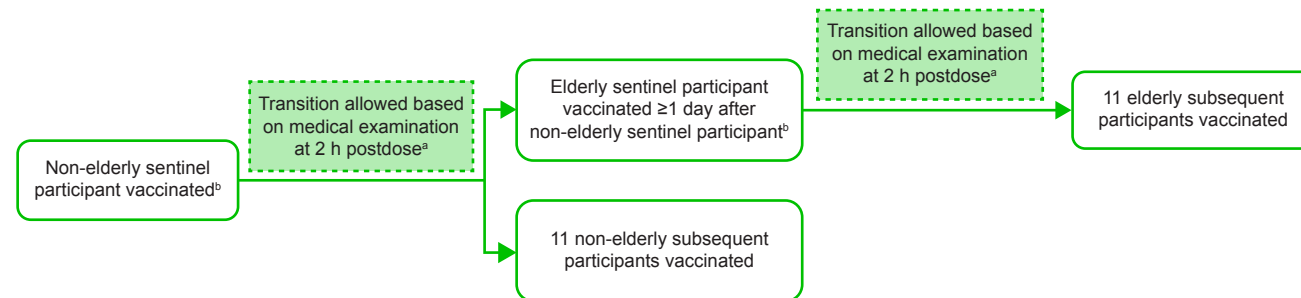 Non-elderly sentinel
participant vaccinatedᵇ
Transition allowed based
on medical examination
at 2 h postdoseᵃ
Elderly sentinel participant
vaccinated ≥1 day after
non-elderly sentinel participantᵇ
11 non-elderly subsequent
participants vaccinated
Transition allowed based
on medical examination
at 2 h postdoseᵃ
11 elderly subsequent
participants vaccinated